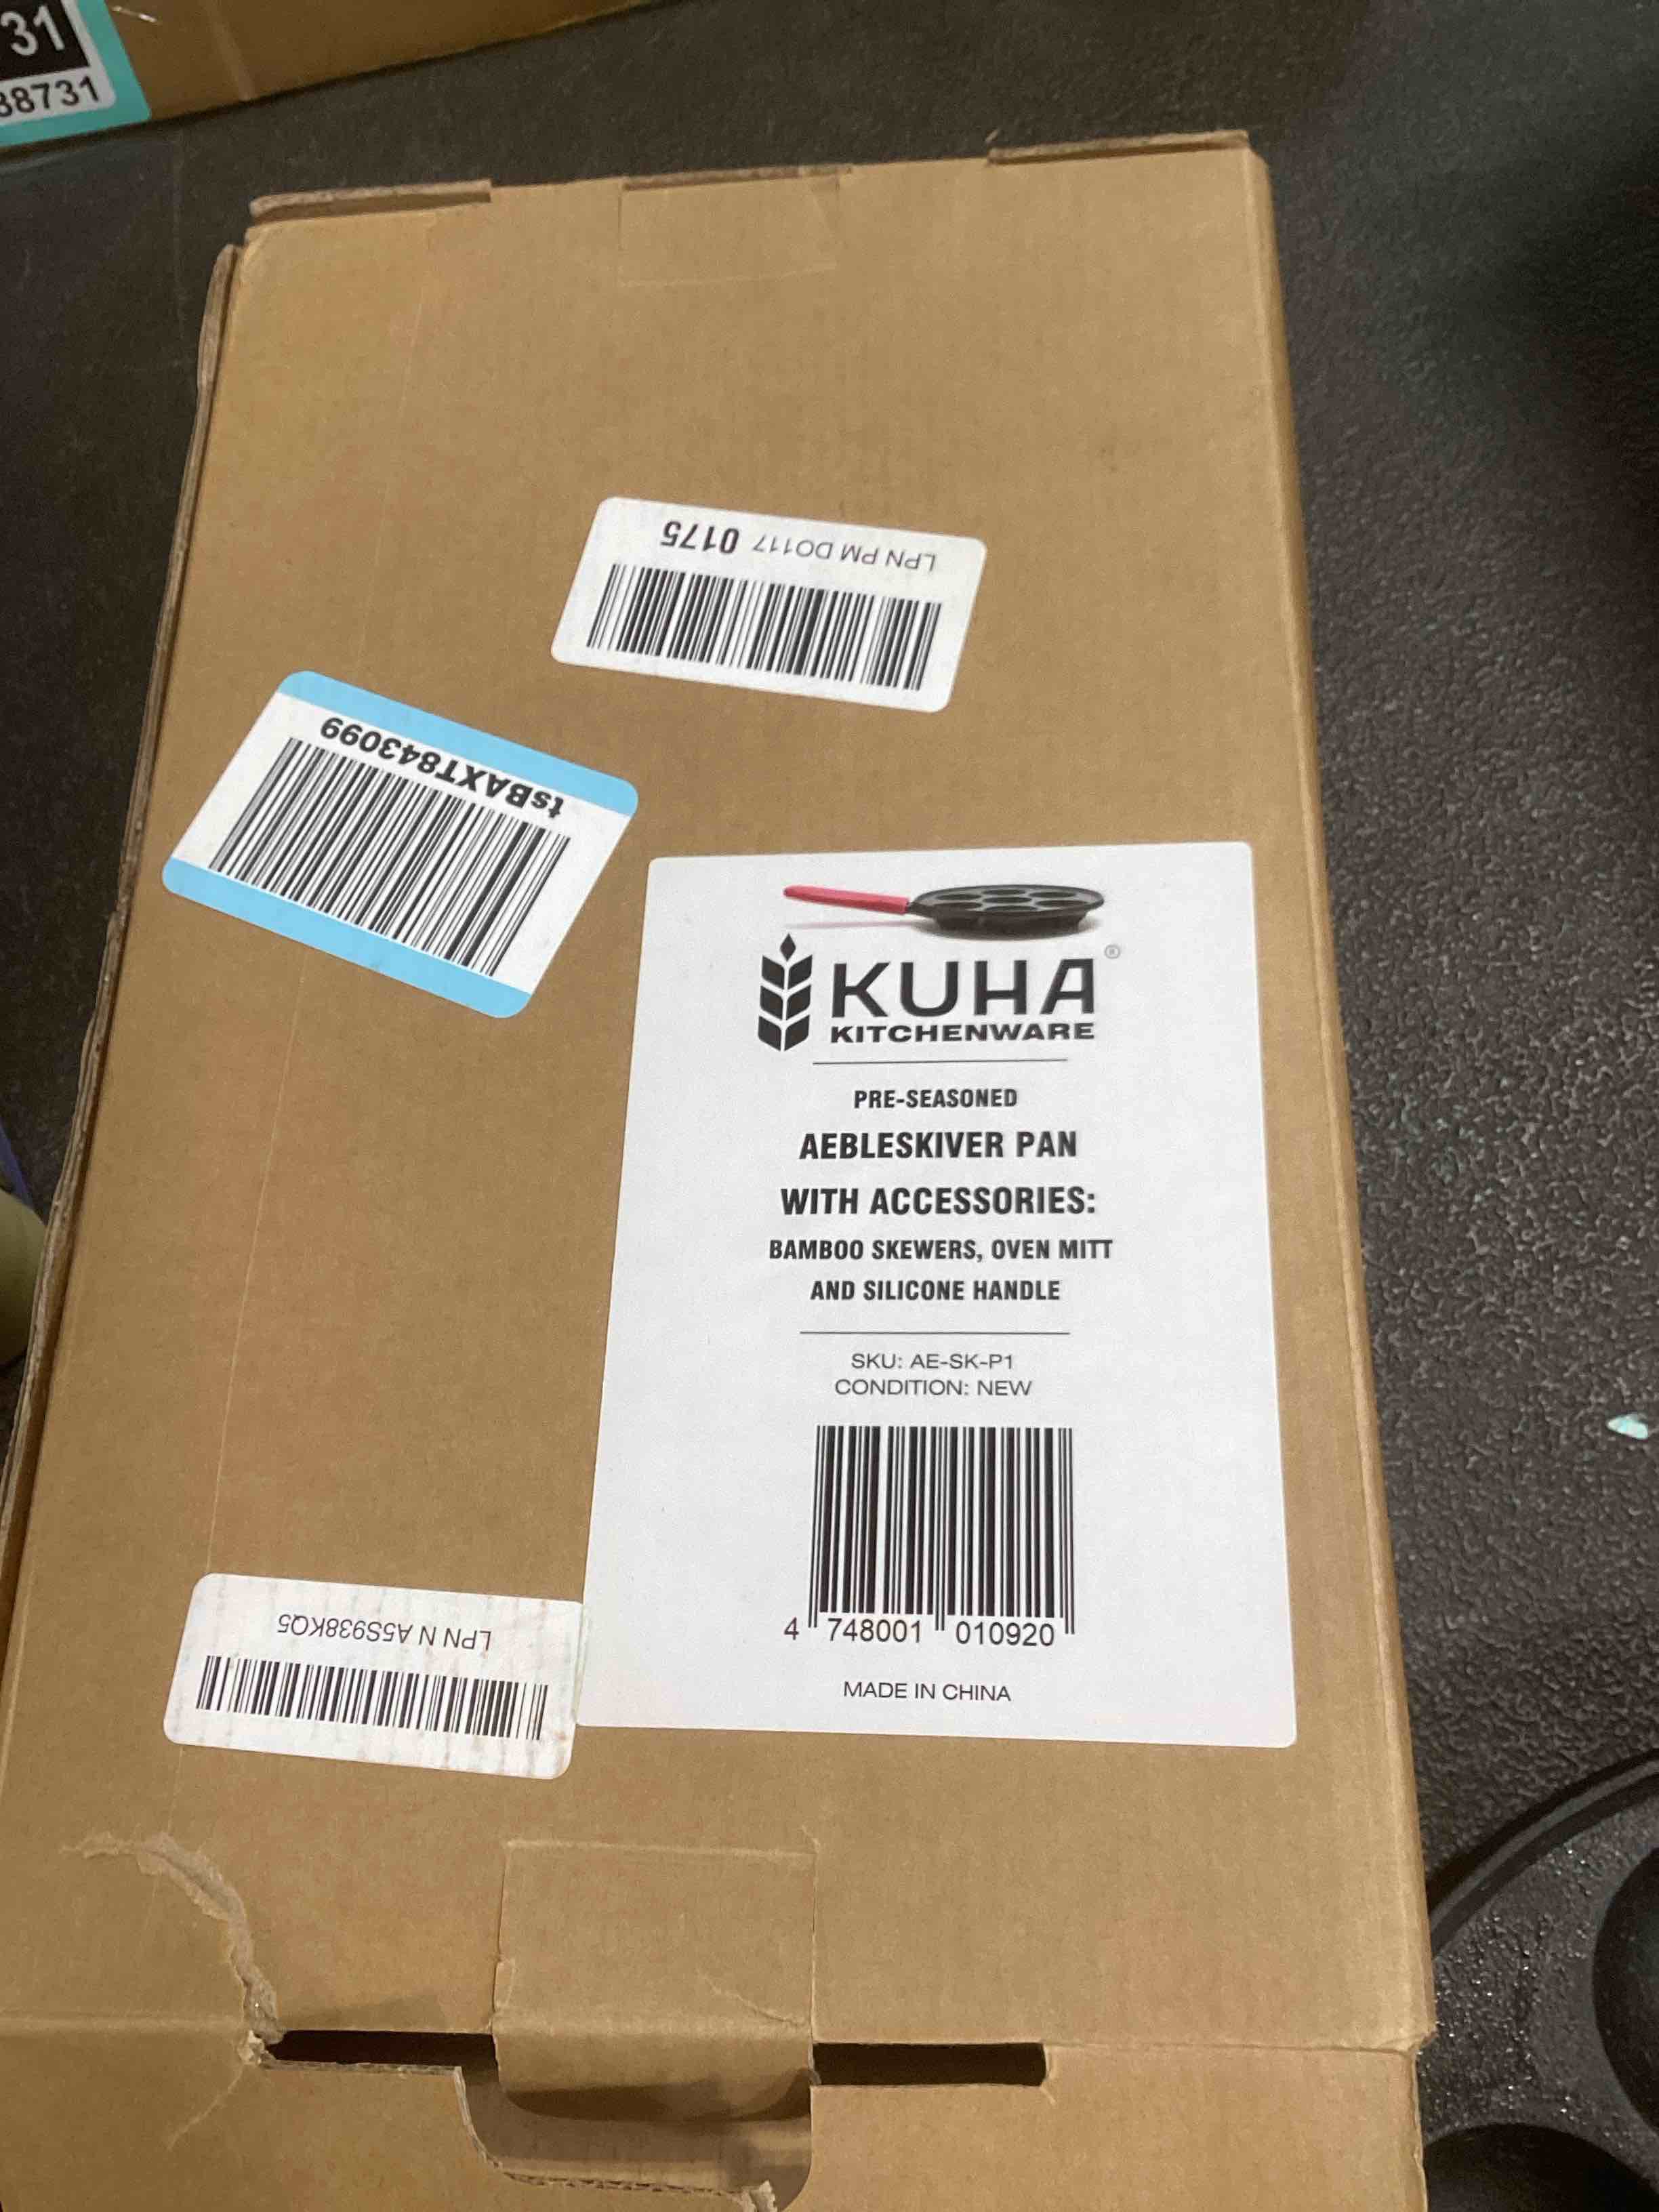 31
38731
LPN PM DO117 0175
tsBAXT843099
KUHA®
KITCHENWARE
PRE-SEASONED
AEBLESKIVER PAN
WITH ACCESSORIES:
BAMBOO SKEWERS, OVEN MITT
AND SILICONE HANDLE
SKU: AE-SK-P1
CONDITION: NEW
4 748001 010920
MADE IN CHINA
LPN N A5S938KQ5